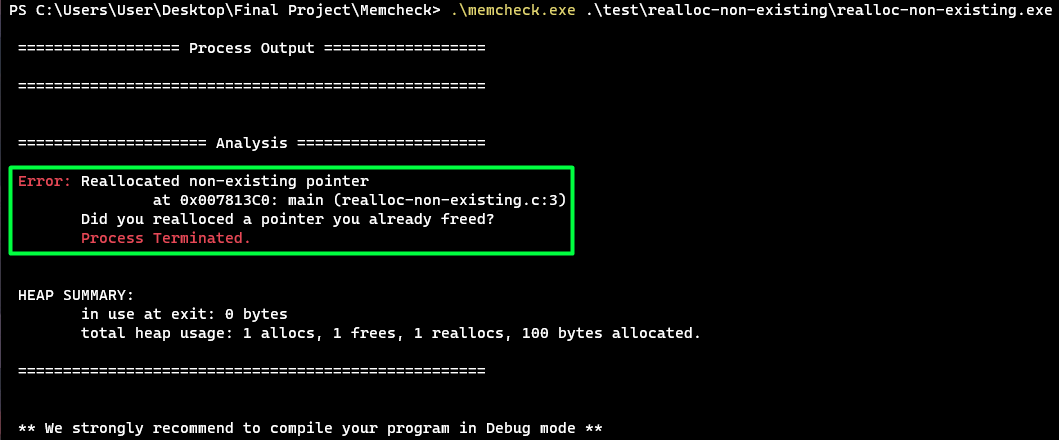 PS C:\Users\User\Desktop\Final Project\Memcheck> .\memcheck.exe .\test\realloc-non-existing\realloc-non-existing.exe
================== Process Output ==================
====================================================
===================== Analysis =====================
Error: Reallocated non-existing pointer
at 0x007813C0: main (realloc-non-existing.c:3)
Did you realloced a pointer you already freed?
Process Terminated.
HEAP SUMMARY:
in use at exit: 0 bytes
total heap usage: 1 allocs, 1 frees, 1 reallocs, 100 bytes allocated.
====================================================
** We strongly recommend to compile your program in Debug mode **